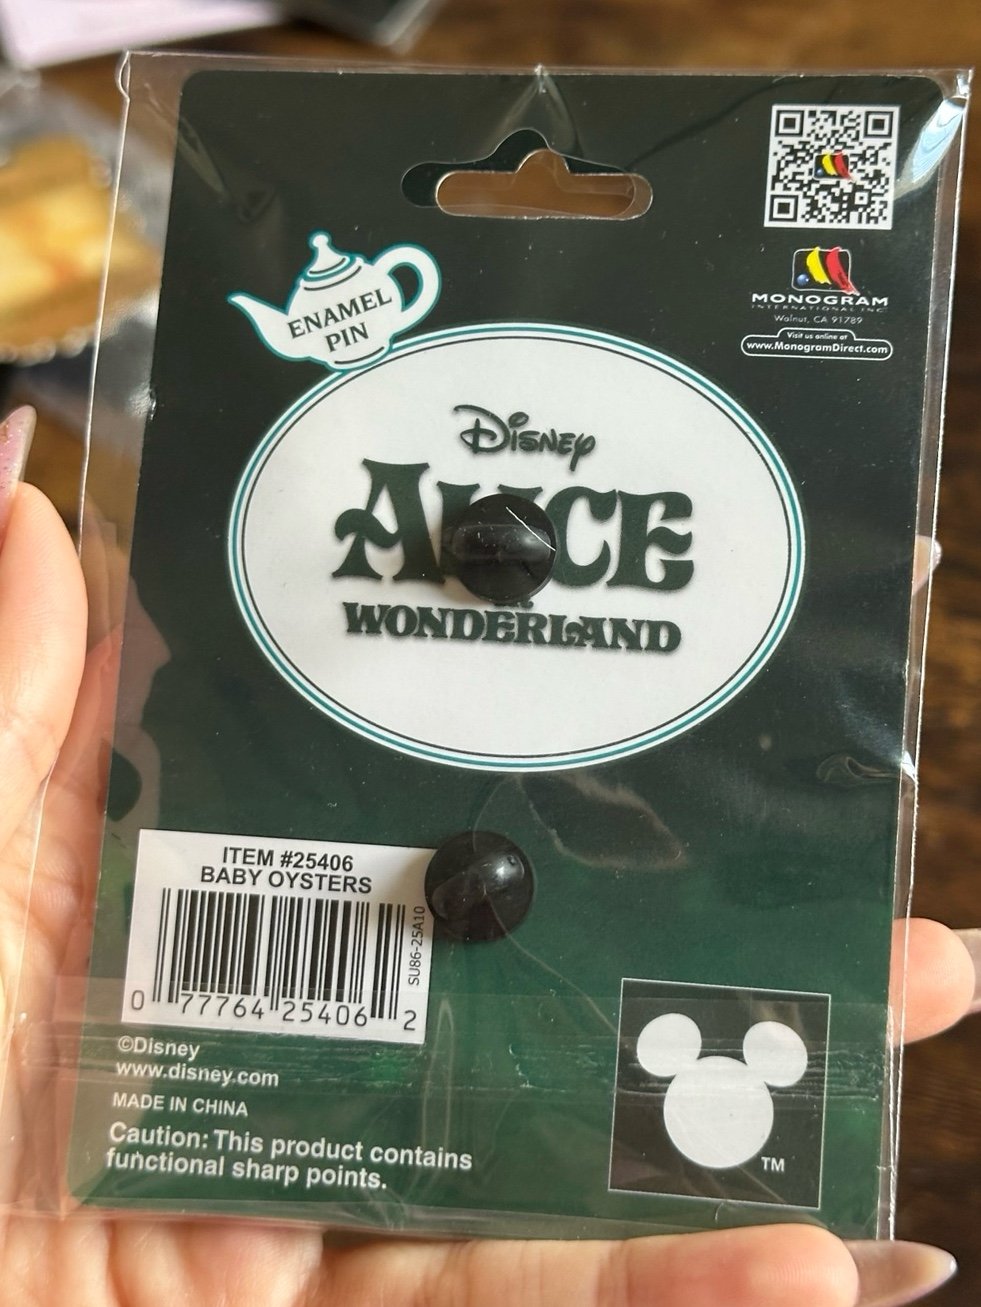 ENAMEL
PIN
MONOGRAM
INTERNATIONAL INC.
Walnut, CA 91789
Visit us online at
www.MonogramDirect.com
Disney
ALICE
IN
WONDERLAND
ITEM #25406
BABY OYSTERS
SU86-25A10
0 77764 25406 2
©Disney
www.disney.com
MADE IN CHINA
Caution: This product contains
functional sharp points.
TM